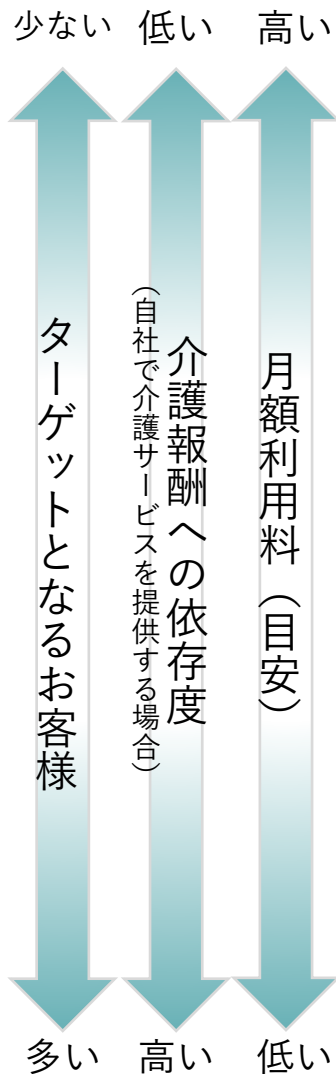 少ない 低い 高い
ターゲットとなるお客様
(自社で介護サービスを提供する場合)
介護報酬への依存度
月額利用料(目安)
多い 高い 低い